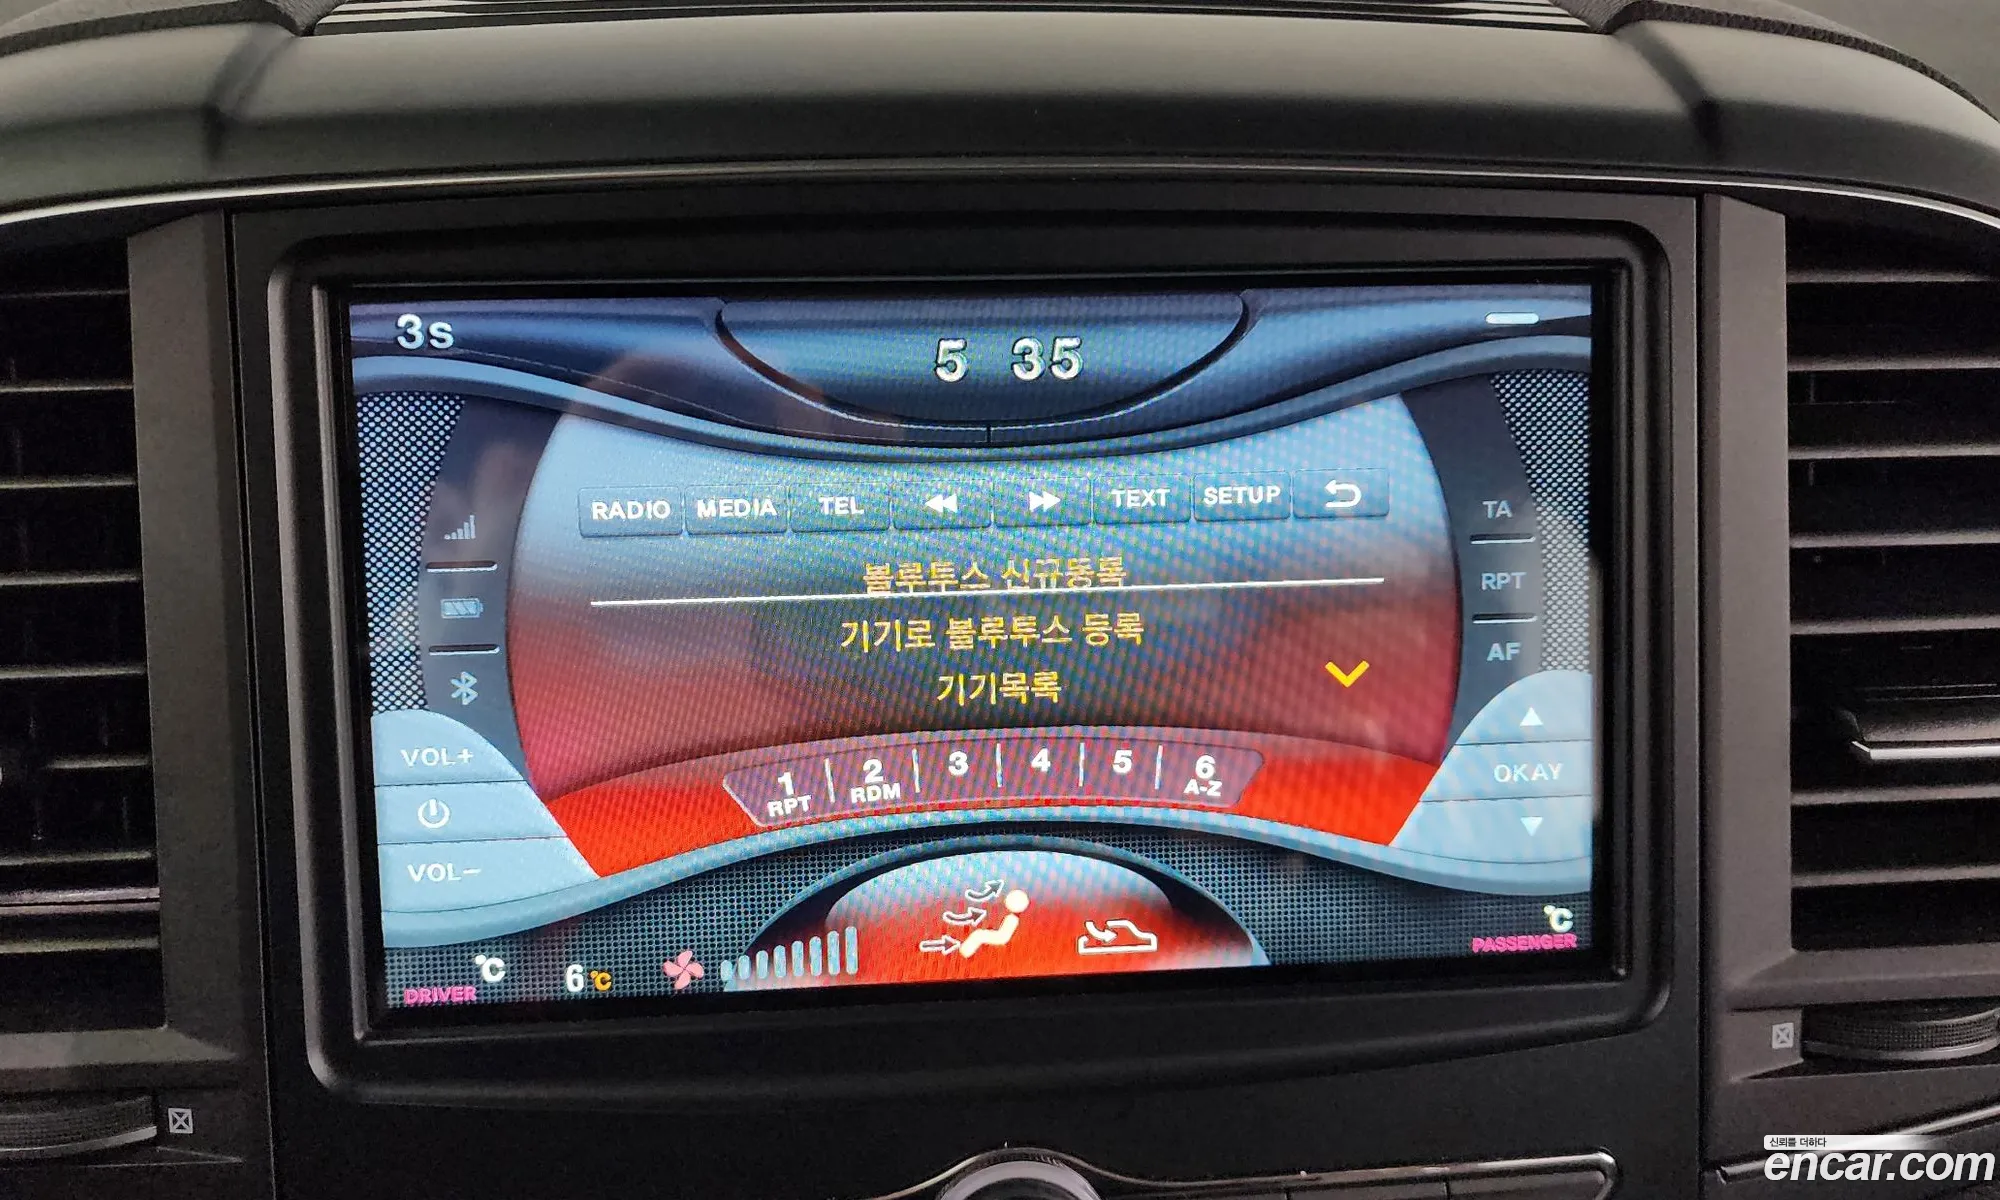 3s
5 35
RADIO MEDIA TEL TEXT SETUP
블루투스 신규등록
기기로 블루투스 등록
기기목록
TA
RPT
AF
VOL+
VOL−
OKAY
1 2 3 4 5 6
RPT RDM A-Z
°C
DRIVER
6°C
°C
PASSENGER
신뢰를 더하다
encar.com